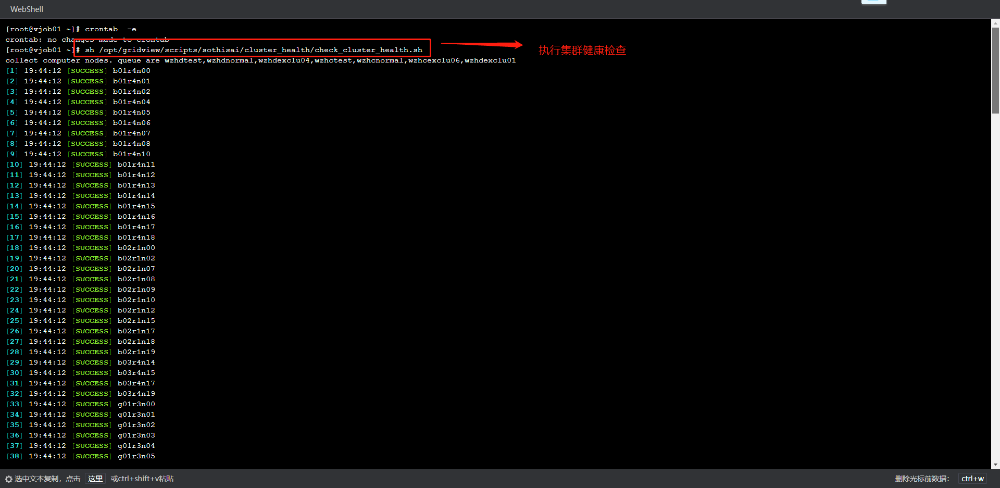 WebShell
[root@vjob01 ~]# crontab  -e
crontab: no changes made to crontab
[root@vjob01 ~]# sh /opt/gridview/scripts/sothisai/cluster_health/check_cluster_health.sh
执行集群健康检查
collect computer nodes. queue are wzhdtest,wzhdnormal,wzhdexclu04,wzhctest,wzhcnormal,wzhcexclu06,wzhdexclu01
[1] 19:44:12 [SUCCESS] b01r4n00
[2] 19:44:12 [SUCCESS] b01r4n01
[3] 19:44:12 [SUCCESS] b01r4n02
[4] 19:44:12 [SUCCESS] b01r4n04
[5] 19:44:12 [SUCCESS] b01r4n05
[6] 19:44:12 [SUCCESS] b01r4n06
[7] 19:44:12 [SUCCESS] b01r4n07
[8] 19:44:12 [SUCCESS] b01r4n08
[9] 19:44:12 [SUCCESS] b01r4n10
[10] 19:44:12 [SUCCESS] b01r4n11
[11] 19:44:12 [SUCCESS] b01r4n12
[12] 19:44:12 [SUCCESS] b01r4n13
[13] 19:44:12 [SUCCESS] b01r4n14
[14] 19:44:12 [SUCCESS] b01r4n15
[15] 19:44:12 [SUCCESS] b01r4n16
[16] 19:44:12 [SUCCESS] b01r4n17
[17] 19:44:12 [SUCCESS] b01r4n18
[18] 19:44:12 [SUCCESS] b02r1n00
[19] 19:44:12 [SUCCESS] b02r1n02
[20] 19:44:12 [SUCCESS] b02r1n07
[21] 19:44:12 [SUCCESS] b02r1n08
[22] 19:44:12 [SUCCESS] b02r1n09
[23] 19:44:12 [SUCCESS] b02r1n10
[24] 19:44:12 [SUCCESS] b02r1n12
[25] 19:44:12 [SUCCESS] b02r1n15
[26] 19:44:12 [SUCCESS] b02r1n17
[27] 19:44:12 [SUCCESS] b02r1n18
[28] 19:44:12 [SUCCESS] b02r1n19
[29] 19:44:12 [SUCCESS] b03r4n14
[30] 19:44:12 [SUCCESS] b03r4n15
[31] 19:44:12 [SUCCESS] b03r4n17
[32] 19:44:12 [SUCCESS] b03r4n19
[33] 19:44:12 [SUCCESS] g01r3n00
[34] 19:44:12 [SUCCESS] g01r3n01
[35] 19:44:12 [SUCCESS] g01r3n02
[36] 19:44:12 [SUCCESS] g01r3n03
[37] 19:44:12 [SUCCESS] g01r3n04
[38] 19:44:12 [SUCCESS] g01r3n05
选中文本复制，点击 这里 或ctrl+shift+v粘贴
删除光标前数据： ctrl+w